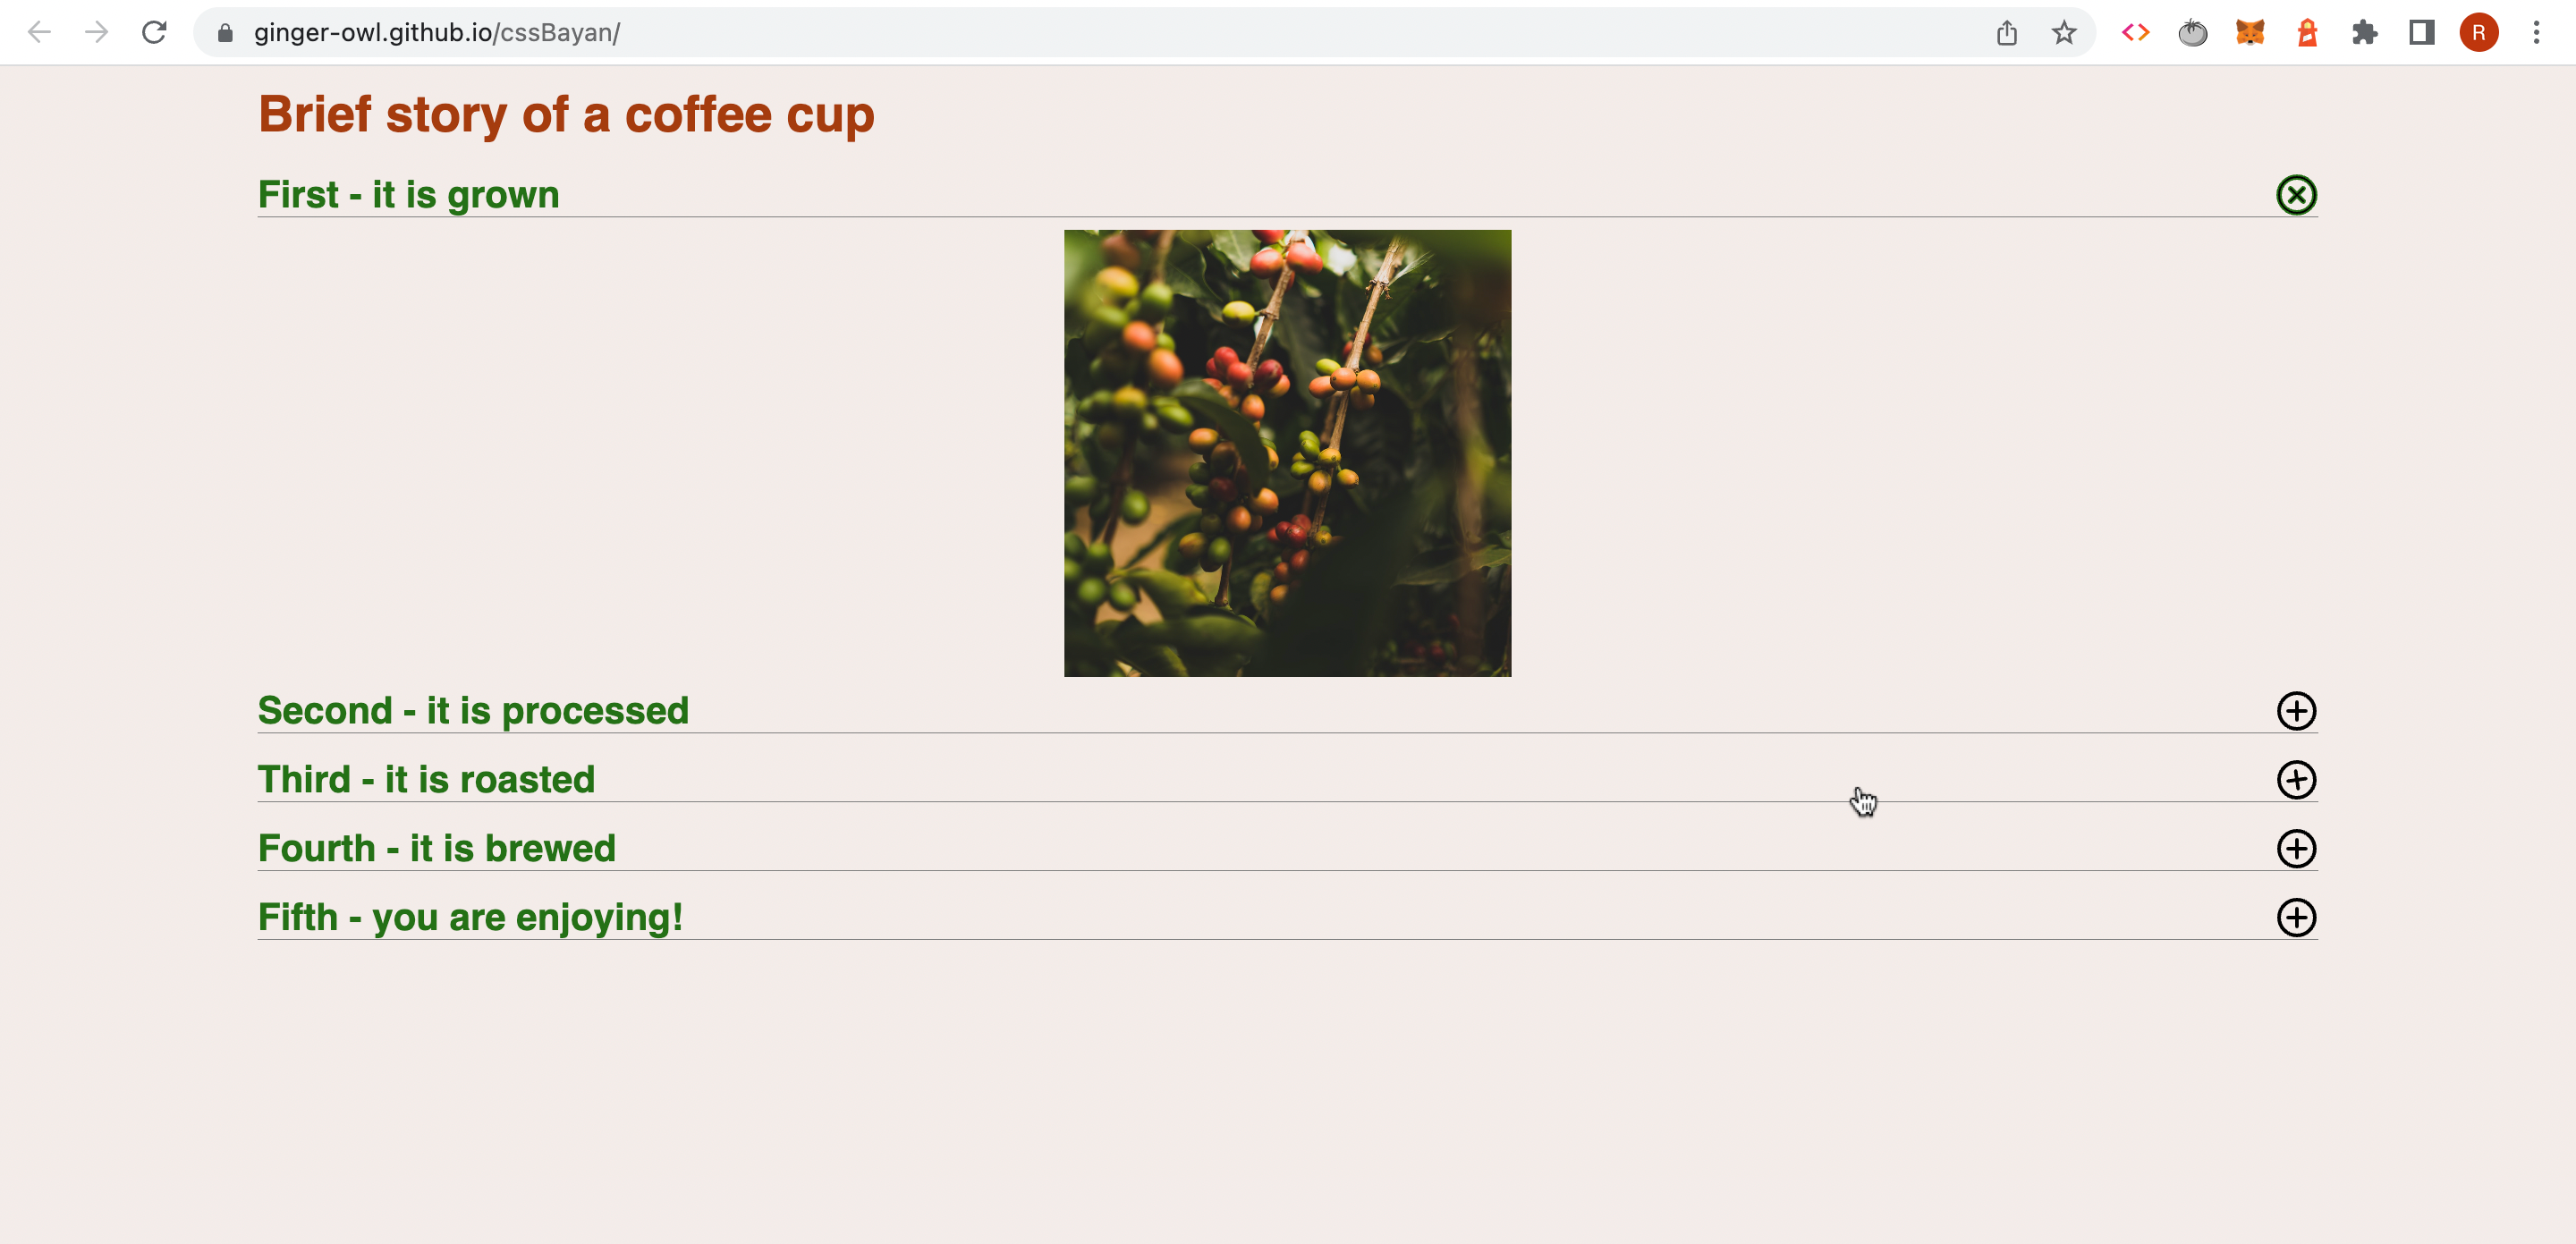 ginger-owl.github.io/cssBayan/
R
Brief story of a coffee cup
First - it is grown
Second - it is processed
Third - it is roasted
Fourth - it is brewed
Fifth - you are enjoying!